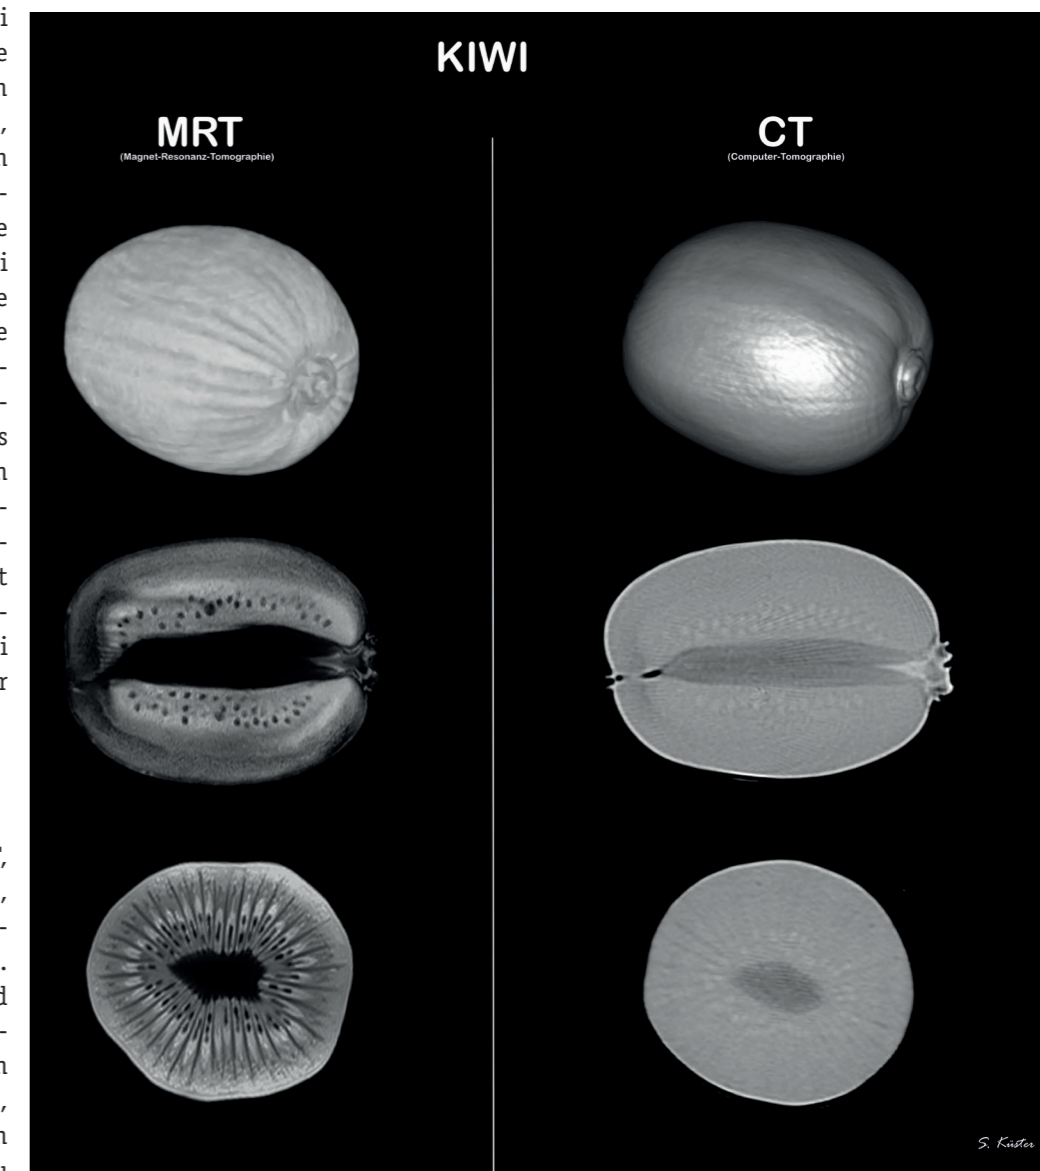 KIWI
MRT
(Magnet-Resonanz-Tomographie)
CT
(Computer-Tomographie)
S. Küster